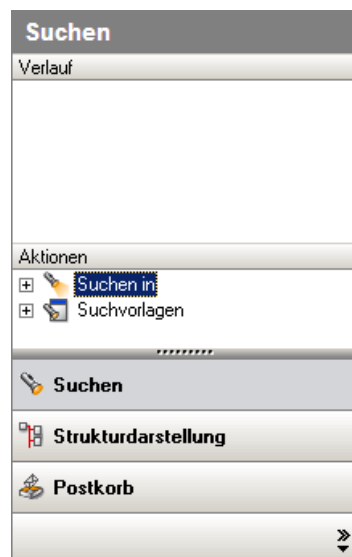 Suchen
Verlauf
Aktionen
Suchen in
Suchvorlagen
Suchen
Strukturdarstellung
Postkorb